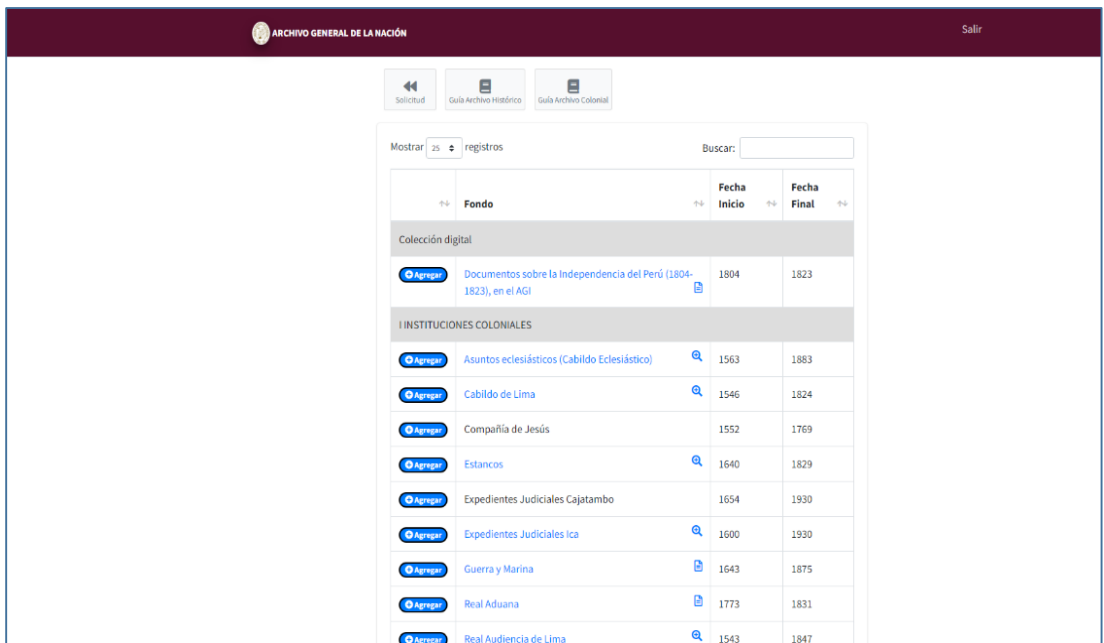 ARCHIVO GENERAL DE LA NACIÓN
Salir
Solicitud
Guía Archivo Histórico
Guía Archivo Colonial
Mostrar 25 registros
Buscar:
Fondo
Fecha Inicio
Fecha Final
Colección digital
Agregar Documentos sobre la Independencia del Perú (1804-
1823), en el AGI
1804 1823
I INSTITUCIONES COLONIALES
Agregar Asuntos eclesiásticos (Cabildo Eclesiástico) 1563 1883
Agregar Cabildo de Lima 1546 1824
Agregar Compañía de Jesús 1552 1769
Agregar Estancos 1640 1829
Agregar Expedientes Judiciales Cajatambo 1654 1930
Agregar Expedientes Judiciales Ica 1600 1930
Agregar Guerra y Marina 1643 1875
Agregar Real Aduana 1773 1831
Agregar Real Audiencia de Lima 1543 1847